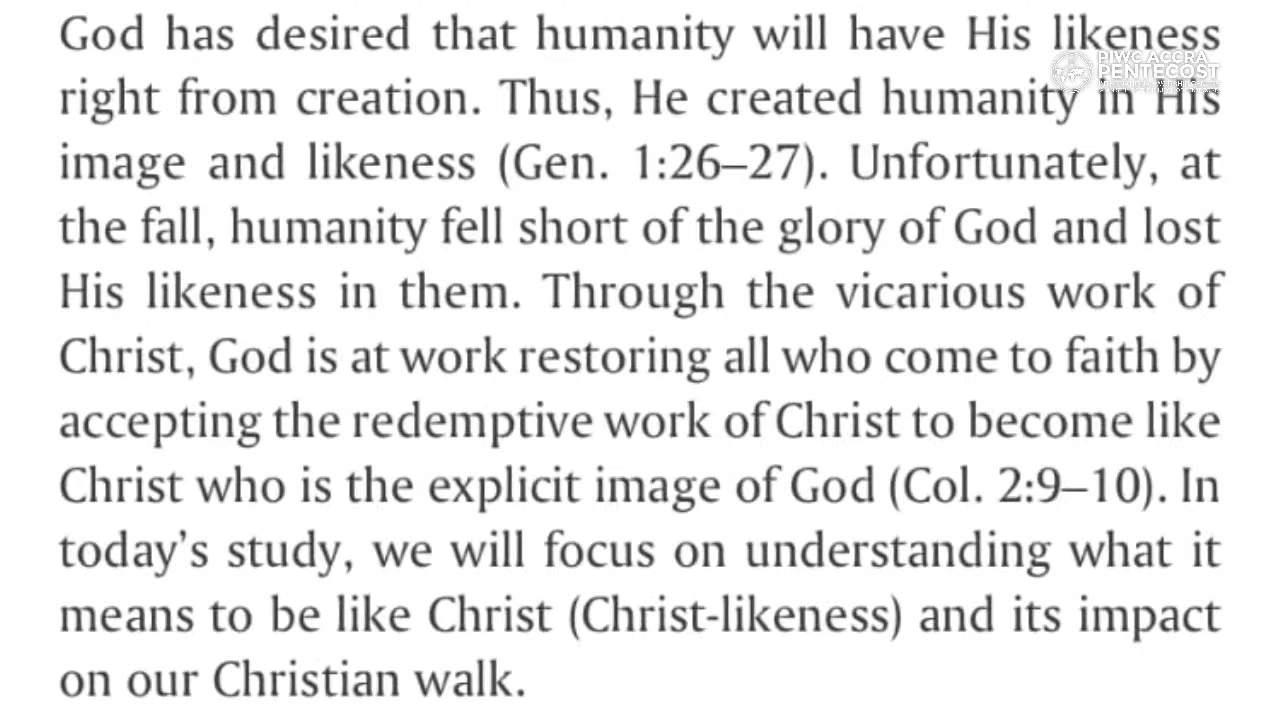 God has desired that humanity will have His likeness
right from creation. Thus, He created humanity in His
image and likeness (Gen. 1:26–27). Unfortunately, at
the fall, humanity fell short of the glory of God and lost
His likeness in them. Through the vicarious work of
Christ, God is at work restoring all who come to faith by
accepting the redemptive work of Christ to become like
Christ who is the explicit image of God (Col. 2:9–10). In
today’s study, we will focus on understanding what it
means to be like Christ (Christ-likeness) and its impact
on our Christian walk.
PIWC ACCRA
PENTECOST